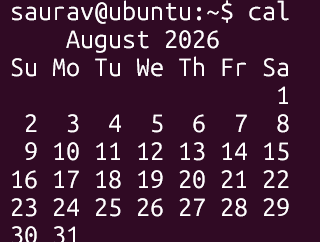 saurav@ubuntu:~$ cal
    August 2026
Su Mo Tu We Th Fr Sa
                   1
 2  3  4  5  6  7  8
 9 10 11 12 13 14 15
16 17 18 19 20 21 22
23 24 25 26 27 28 29
30 31